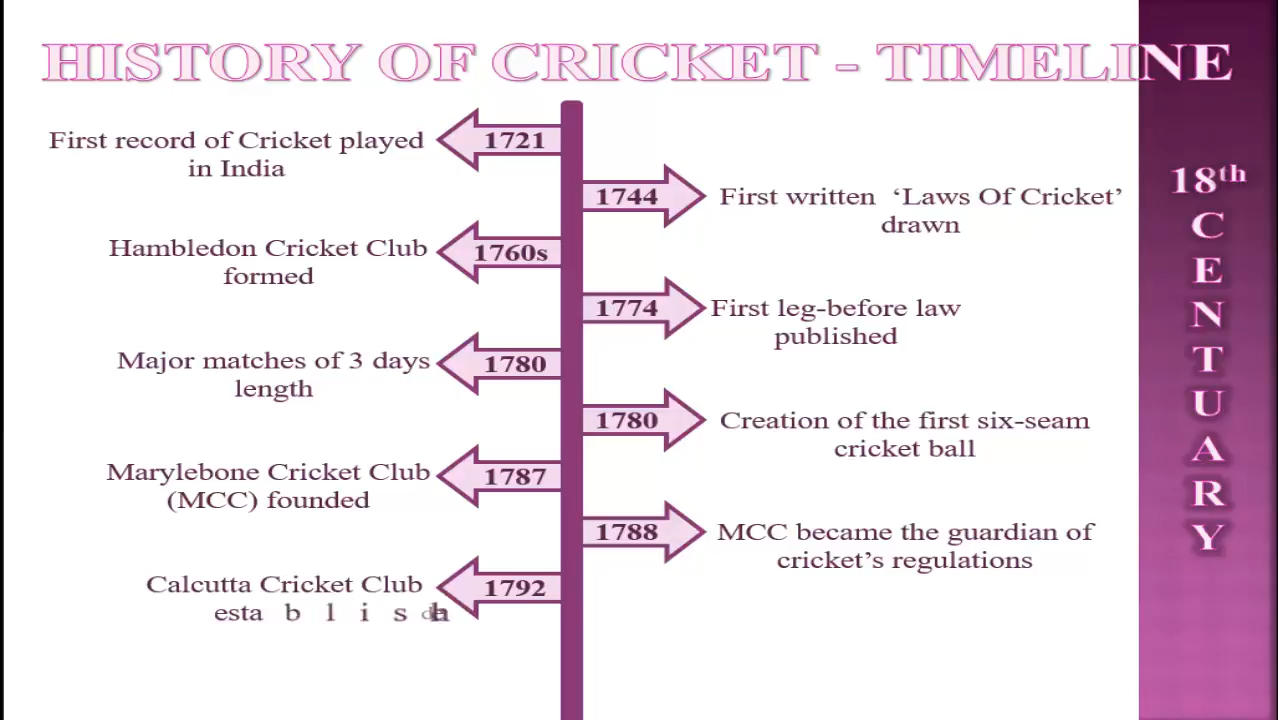 HISTORY OF CRICKET - TIMELINE
First record of Cricket played
in India
1721
1744
First written ‘Laws Of Cricket’
drawn
Hambledon Cricket Club
formed
1760s
1774
First leg-before law
published
Major matches of 3 days
length
1780
1780
Creation of the first six-seam
cricket ball
Marylebone Cricket Club
(MCC) founded
1787
1788
MCC became the guardian of
cricket’s regulations
Calcutta Cricket Club
established
1792
18th
C
E
N
T
U
A
R
Y